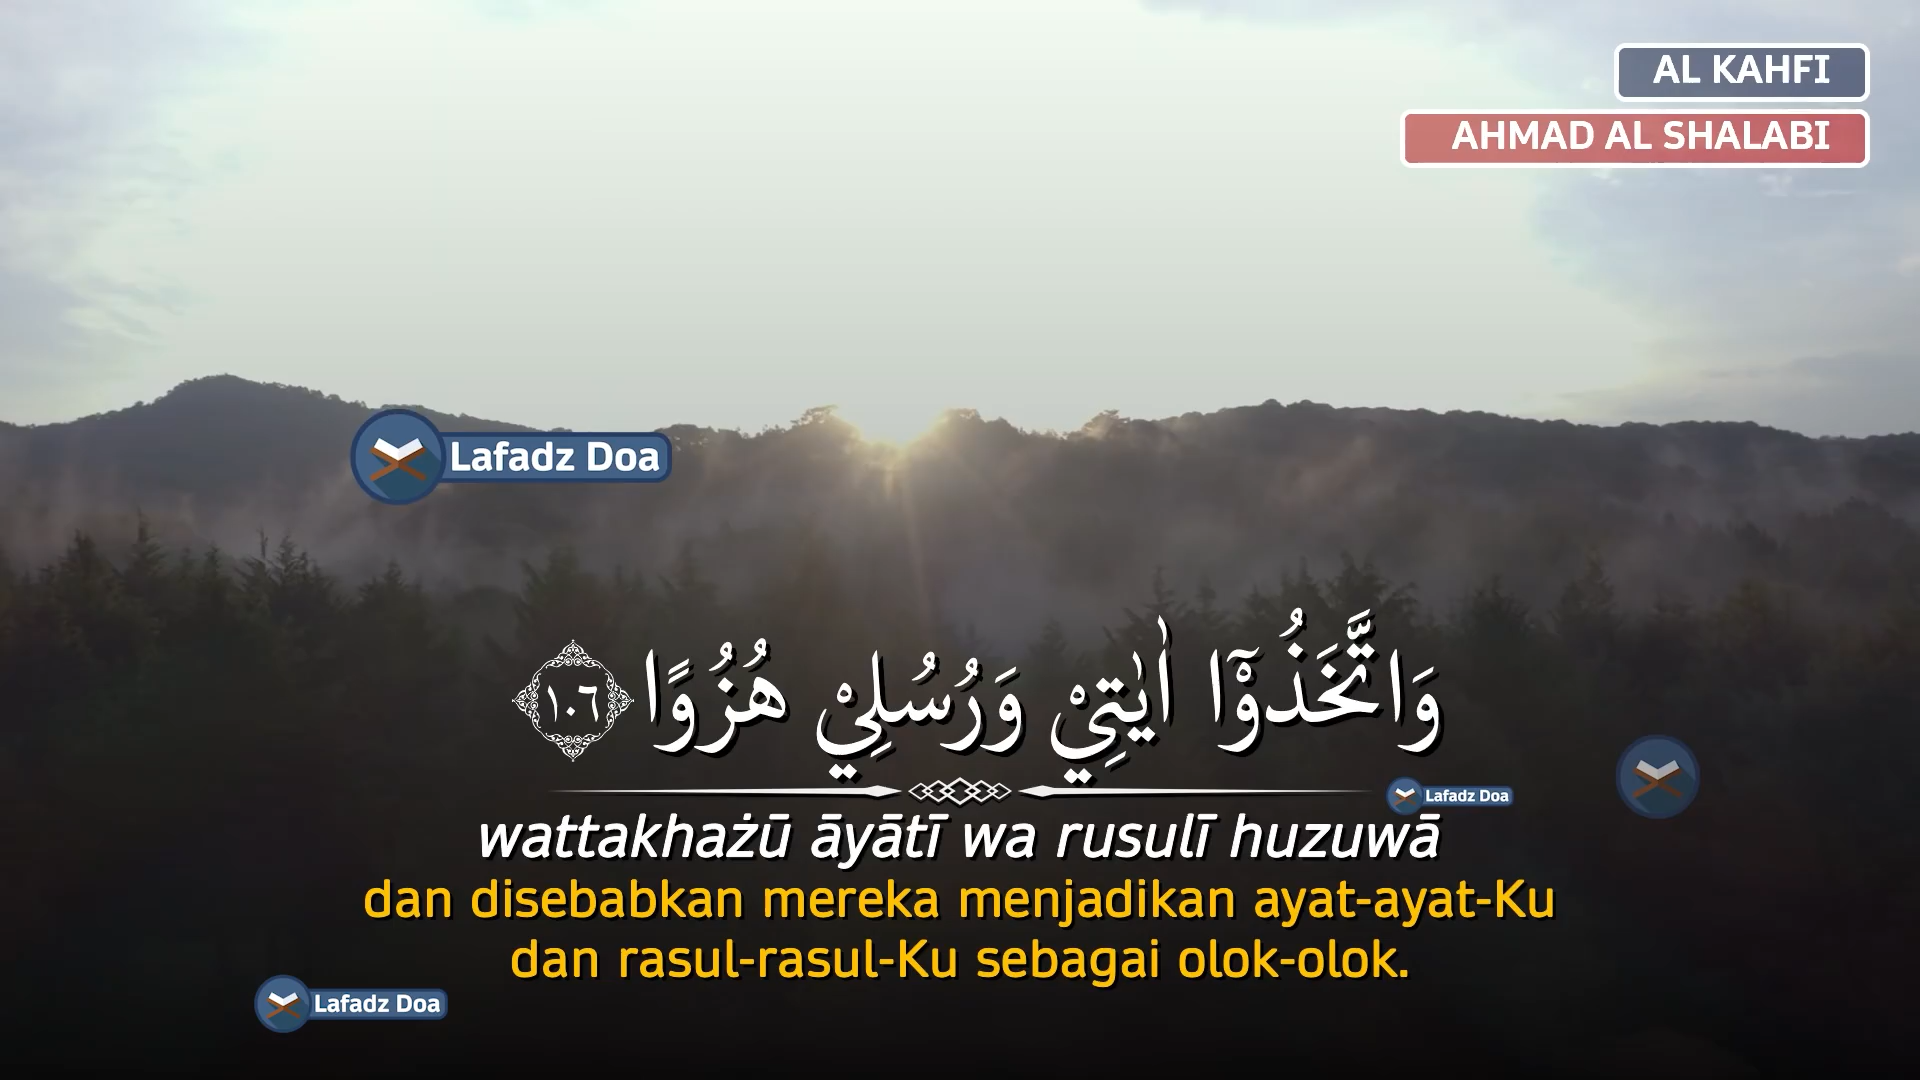 AL KAHFI
AHMAD AL SHALABI
Lafadz Doa
وَاتَّخَذُوْٓا اٰيٰتِيْ وَرُسُلِيْ هُزُوًا ١٠٦
Lafadz Doa
wattakhażū āyātī wa rusulī huzuwā
dan disebabkan mereka menjadikan ayat-ayat-Ku
dan rasul-rasul-Ku sebagai olok-olok.
Lafadz Doa